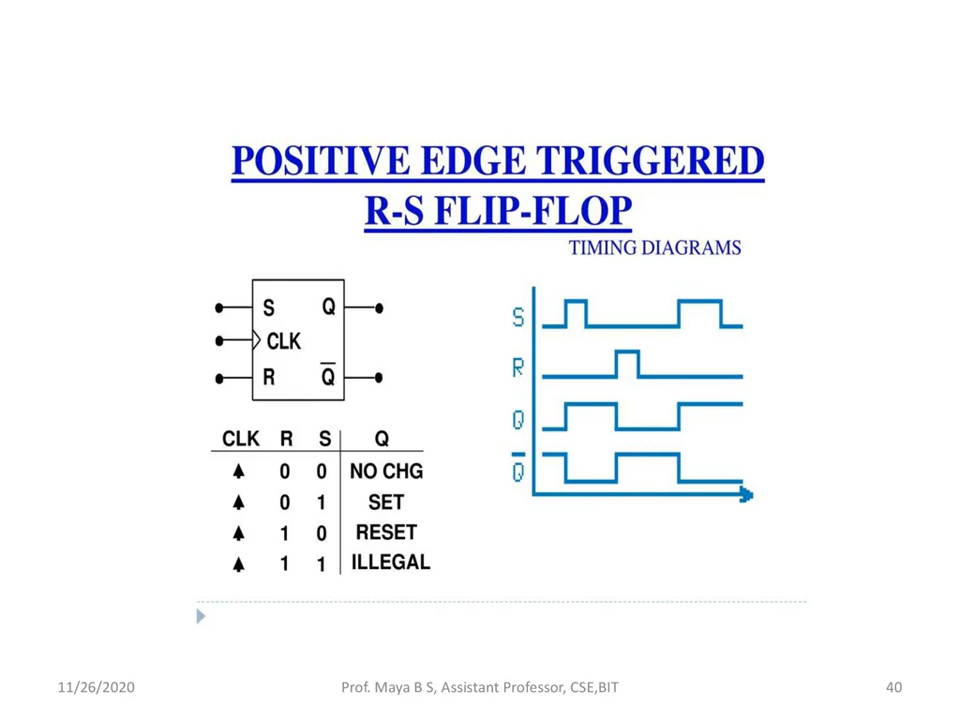 POSITIVE EDGE TRIGGERED
R-S FLIP-FLOP
TIMING DIAGRAMS
S Q
CLK
R Q̅
CLK R S Q
0 0 NO CHG
0 1 SET
1 0 RESET
1 1 ILLEGAL
S
R
Q
Q̅
11/26/2020 Prof. Maya B S, Assistant Professor, CSE,BIT 40